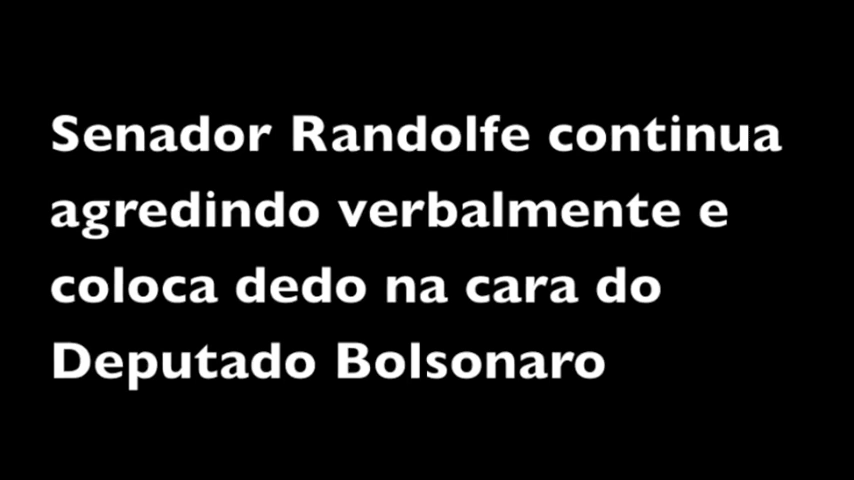 Senador Randolfe continua
agredindo verbalmente e
coloca dedo na cara do
Deputado Bolsonaro